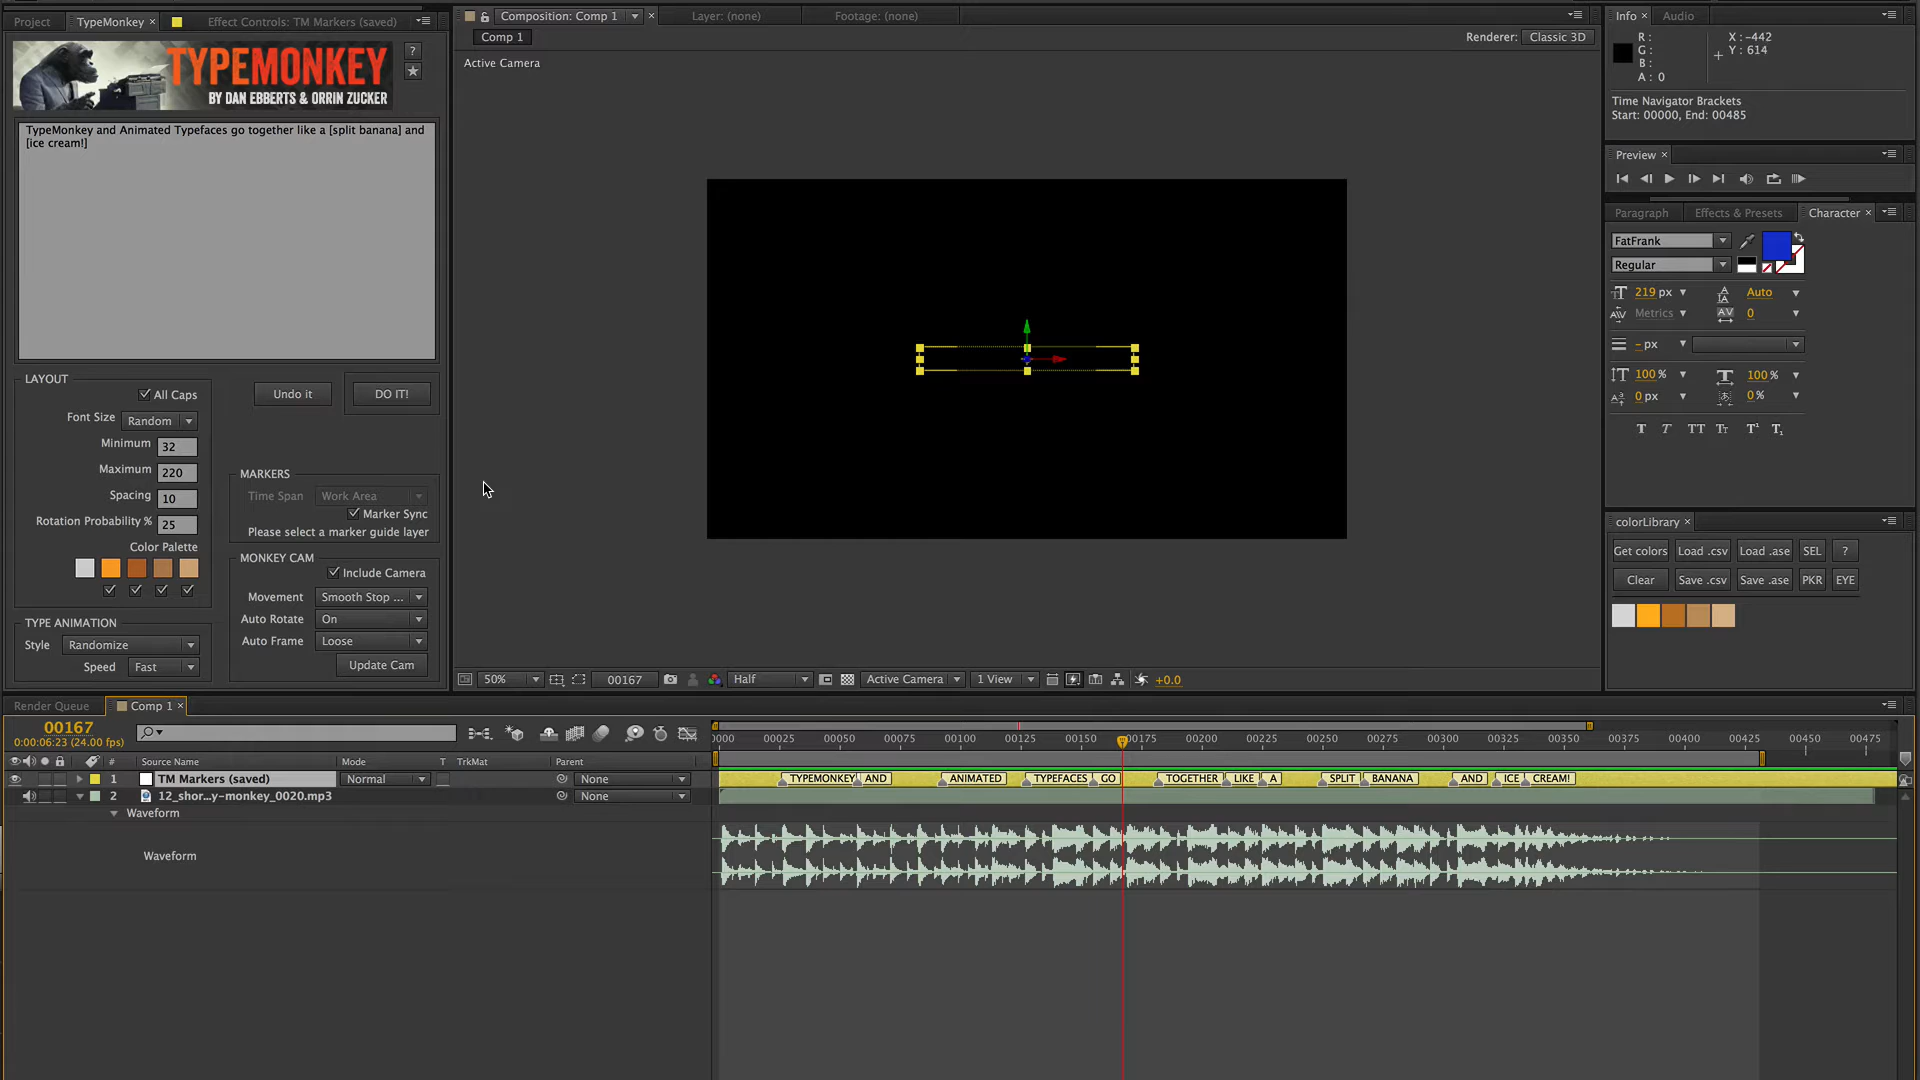 Project
TypeMonkey ×
Effect Controls: TM Markers (saved)
TYPEMONKEY
BY DAN EBBERTS & ORRIN ZUCKER
?
TypeMonkey and Animated Typefaces go together like a [split banana] and
[ice cream!]
LAYOUT
All Caps
Font Size Random
Minimum 32
Maximum 220
Spacing 10
Rotation Probability % 25
Color Palette
TYPE ANIMATION
Style Randomize
Speed Fast
Undo it
DO IT!
MARKERS
Time Span Work Area
Marker Sync
Please select a marker guide layer
MONKEY CAM
Include Camera
Movement Smooth Stop ...
Auto Rotate On
Auto Frame Loose
Update Cam
Composition: Comp 1
Layer: (none)
Footage: (none)
Comp 1
Renderer: Classic 3D
Active Camera
50%
00167
Half
Active Camera
1 View
+0.0
Info ×
Audio
R :
G :
B :
A : 0
X : -442
Y : 614
Time Navigator Brackets
Start: 00000, End: 00485
Preview ×
Paragraph
Effects & Presets
Character ×
FatFrank
Regular
219 px
Auto
Metrics
0
- px
100 %
100 %
0 px
0 %
T T TT Tt T¹ T₁
colorLibrary ×
Get colors Load .csv Load .ase SEL ?
Clear Save .csv Save .ase PKR EYE
Render Queue
Comp 1 ×
00167
0:00:06:23 (24.00 fps)
0000 00025 00050 00075 00100 00125 00150 00175 00200 00225 00250 00275 00300 00325 00350 00375 00400 00425 00450 00475
# Source Name Mode T TrkMat Parent
1 TM Markers (saved) Normal None
TYPEMONKEY AND ANIMATED TYPEFACES GO TOGETHER LIKE A SPLIT BANANA AND ICE CREAM!
2 12_shor...y-monkey_0020.mp3 None
Waveform
Waveform